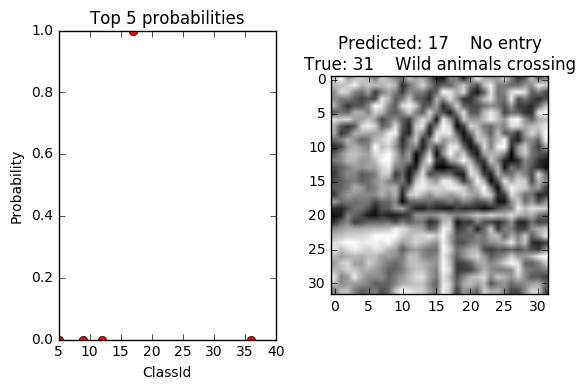 Top 5 probabilities
1.0
0.8
0.6
0.4
0.2
0.0
Probability
5 10 15 20 25 30 35 40
ClassId
Predicted: 17    No entry
True: 31    Wild animals crossing
0
5
10
15
20
25
30
0 5 10 15 20 25 30